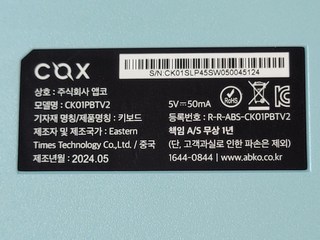 COX
S/N:CK01SLP45SW050045124
상호 : 주식회사 앱코
모델명 : CK01PBTV2
기자재 명칭/제품명칭 : 키보드
제조자 및 제조국가 : Eastern
Times Technology Co.,Ltd. / 중국
제조년월 : 2024.05
RoHS
5V⎓50mA
등록번호 : R-R-ABS-CK01PBTV2
책임 A/S 무상 1년
(단, 고객과실로 인한 파손은 제외)
1644-0844 | www.abko.co.kr